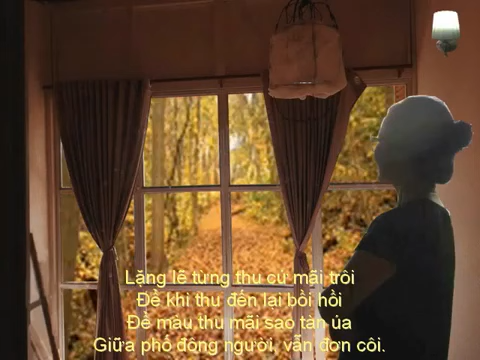 Lặng lẽ từng thu cứ mãi trôi
Để khi thu đến lại bồi hồi
Để màu thu mãi sao tàn úa
Giữa phố đông người, vẫn đơn côi.